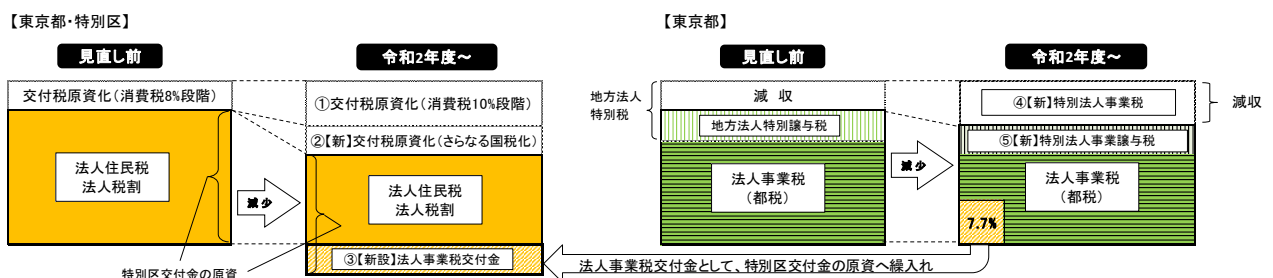 【東京都・特別区】
見直し前
令和2年度～
交付税原資化（消費税8%段階）
①交付税原資化（消費税10%段階）
②【新】交付税原資化（さらなる国税化）
法人住民税
法人税割
減少
法人住民税
法人税割
③【新設】法人事業税交付金
特別区交付金の原資
【東京都】
見直し前
令和2年度～
地方法人
特別税
減 収
④【新】特別法人事業税
減収
地方法人特別譲与税
⑤【新】特別法人事業譲与税
法人事業税
（都税）
減少
法人事業税
（都税）
7.7%
法人事業税交付金として、特別区交付金の原資へ繰入れ